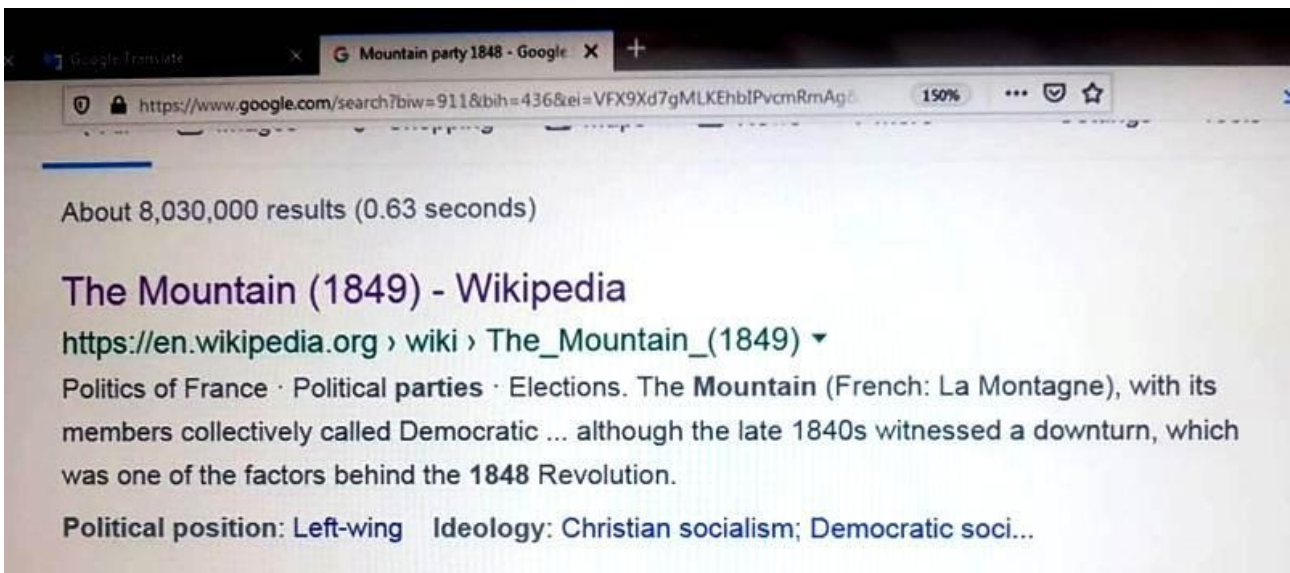 Google Translate
Mountain party 1848 - Google
https://www.google.com/search?biw=911&bih=436&ei=VFX9Xd7gMLKEhbIPvcmRmAg& 150%
About 8,030,000 results (0.63 seconds)
The Mountain (1849) - Wikipedia
https://en.wikipedia.org › wiki › The_Mountain_(1849)
Politics of France · Political parties · Elections. The Mountain (French: La Montagne), with its
members collectively called Democratic ... although the late 1840s witnessed a downturn, which
was one of the factors behind the 1848 Revolution.
Political position: Left-wing Ideology: Christian socialism; Democratic soci...